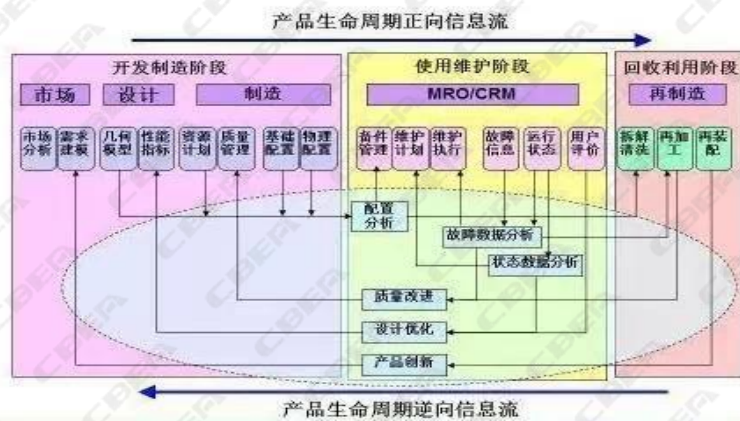 产品生命周期正向信息流
开发制造阶段
使用维护阶段
回收利用阶段
市场
设计
制造
MRO/CRM
再制造
市场
分析
需求
建模
几何
模型
性能
指标
资源
计划
质量
管理
基础
配置
物理
配置
备件
管理
维护
计划
维护
执行
故障
信息
运行
状态
用户
评价
拆解
清洗
再加
工
再装
配
配置
分析
故障数据分析
状态数据分析
质量改进
设计优化
产品创新
产品生命周期逆向信息流
CBEA